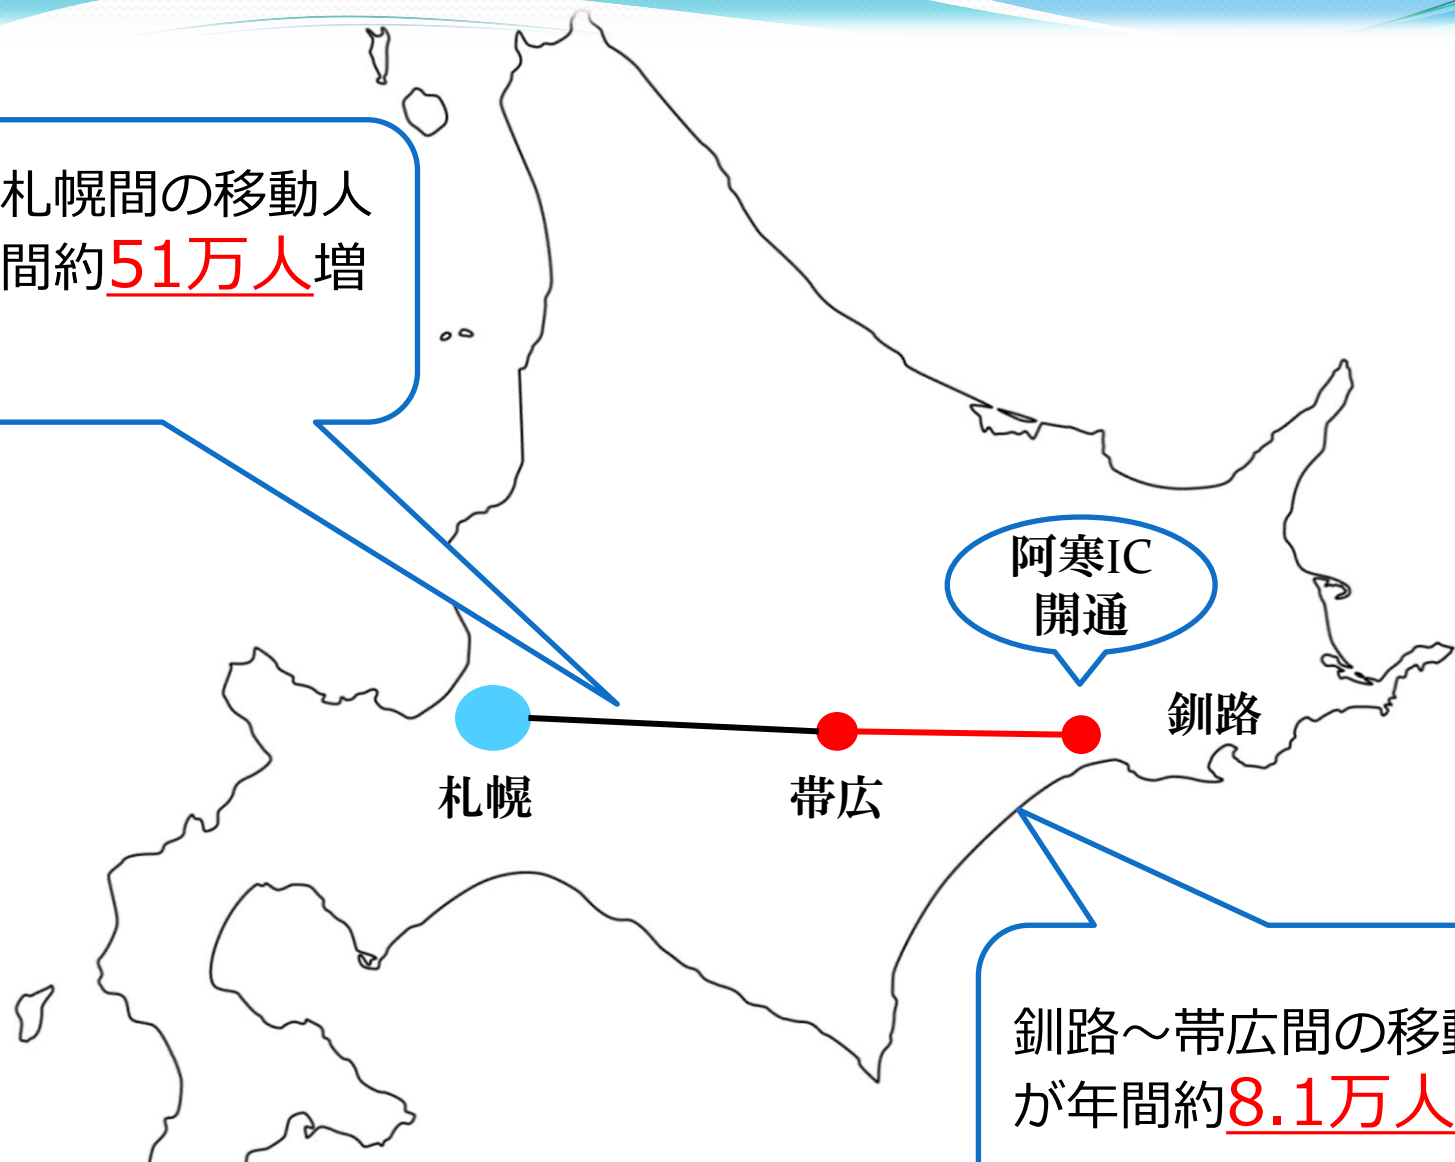 札幌間の移動人
間約51万人増
阿寒IC
開通
釧路
札幌
帯広
釧路~帯広間の移動
が年間約8.1万人